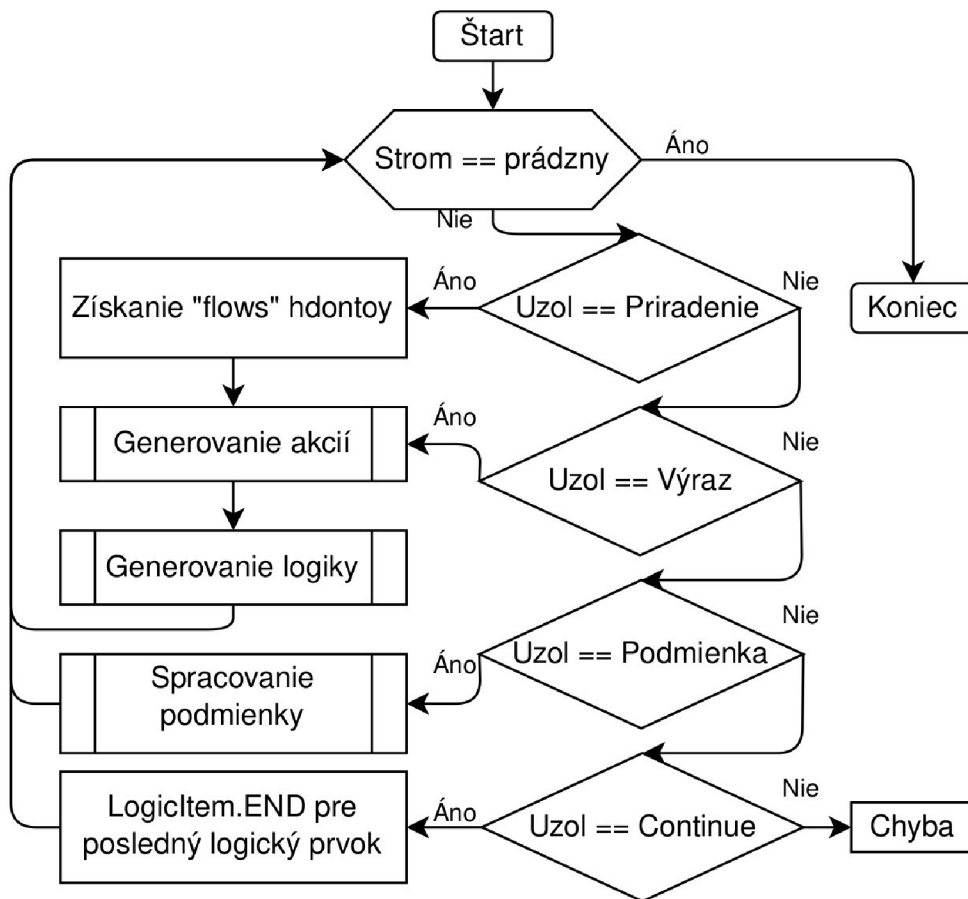 Štart
Strom == prádzny
Áno
Nie
Získanie "flows" hdontoy
Áno
Uzol == Priradenie
Nie
Koniec
Generovanie akcií
Áno
Uzol == Výraz
Nie
Generovanie logiky
Spracovanie
podmienky
Áno
Uzol == Podmienka
Nie
LogicItem.END pre
posledný logický prvok
Áno
Uzol == Continue
Nie
Chyba